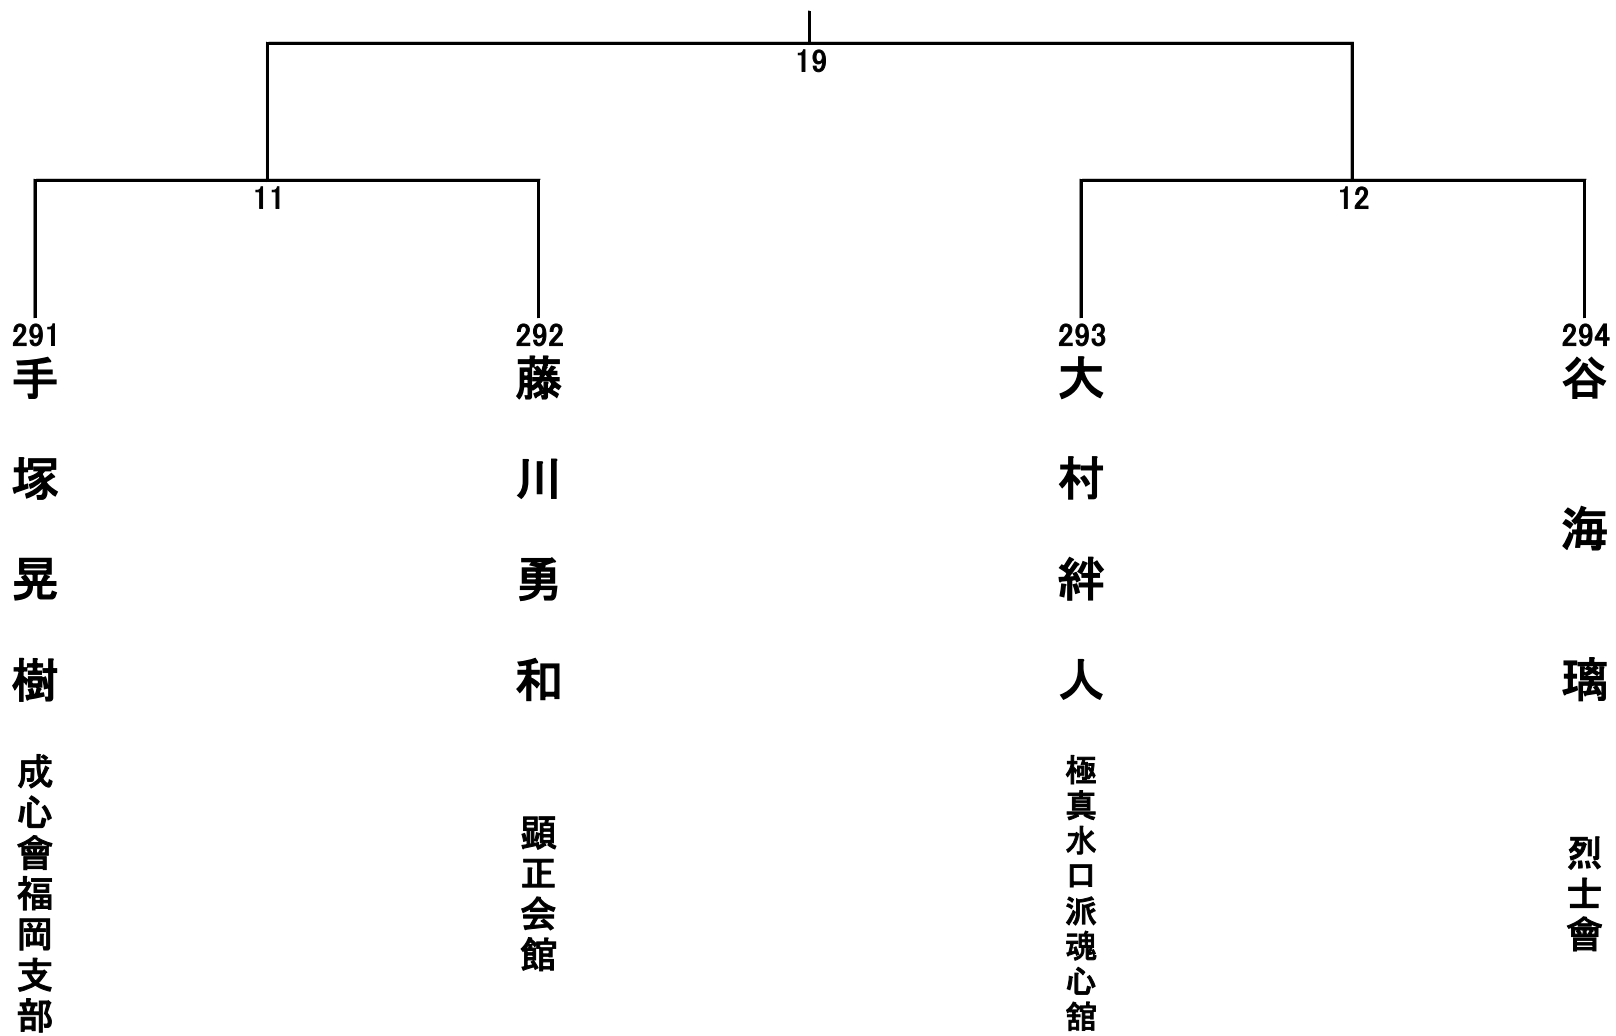 19
11
12
291
292
293
294
手塚晃樹
藤川勇和
大村絆人
谷海璃
成心會福岡支部
顕正会館
極真水口派魂心舘
烈士會